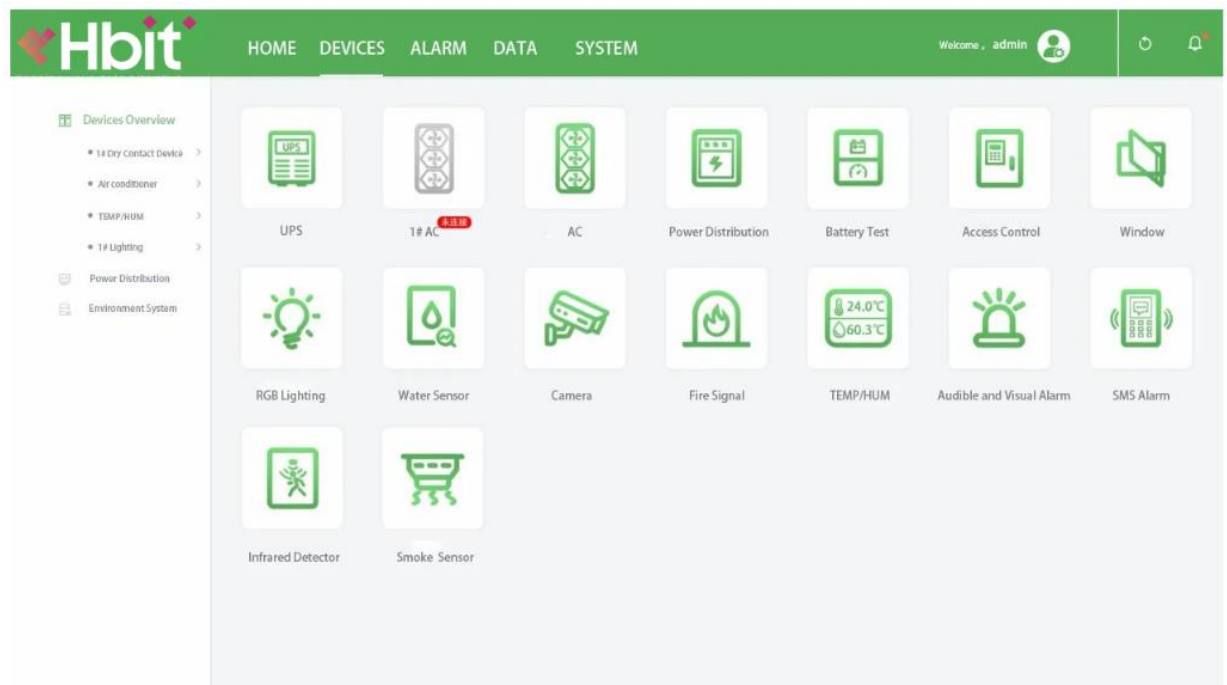 Hbit
HOME DEVICES ALARM DATA SYSTEM
Welcome , admin
Devices Overview
1# Dry Contact Device
Air conditioner
TEMP/HUM
1# Lighting
Power Distribution
Environment System
UPS
UPS
1# AC
未连接
AC
Power Distribution
Battery Test
Access Control
Window
24.0℃
60.3℃
RGB Lighting
Water Sensor
Camera
Fire Signal
TEMP/HUM
Audible and Visual Alarm
SMS Alarm
Infrared Detector
Smoke Sensor